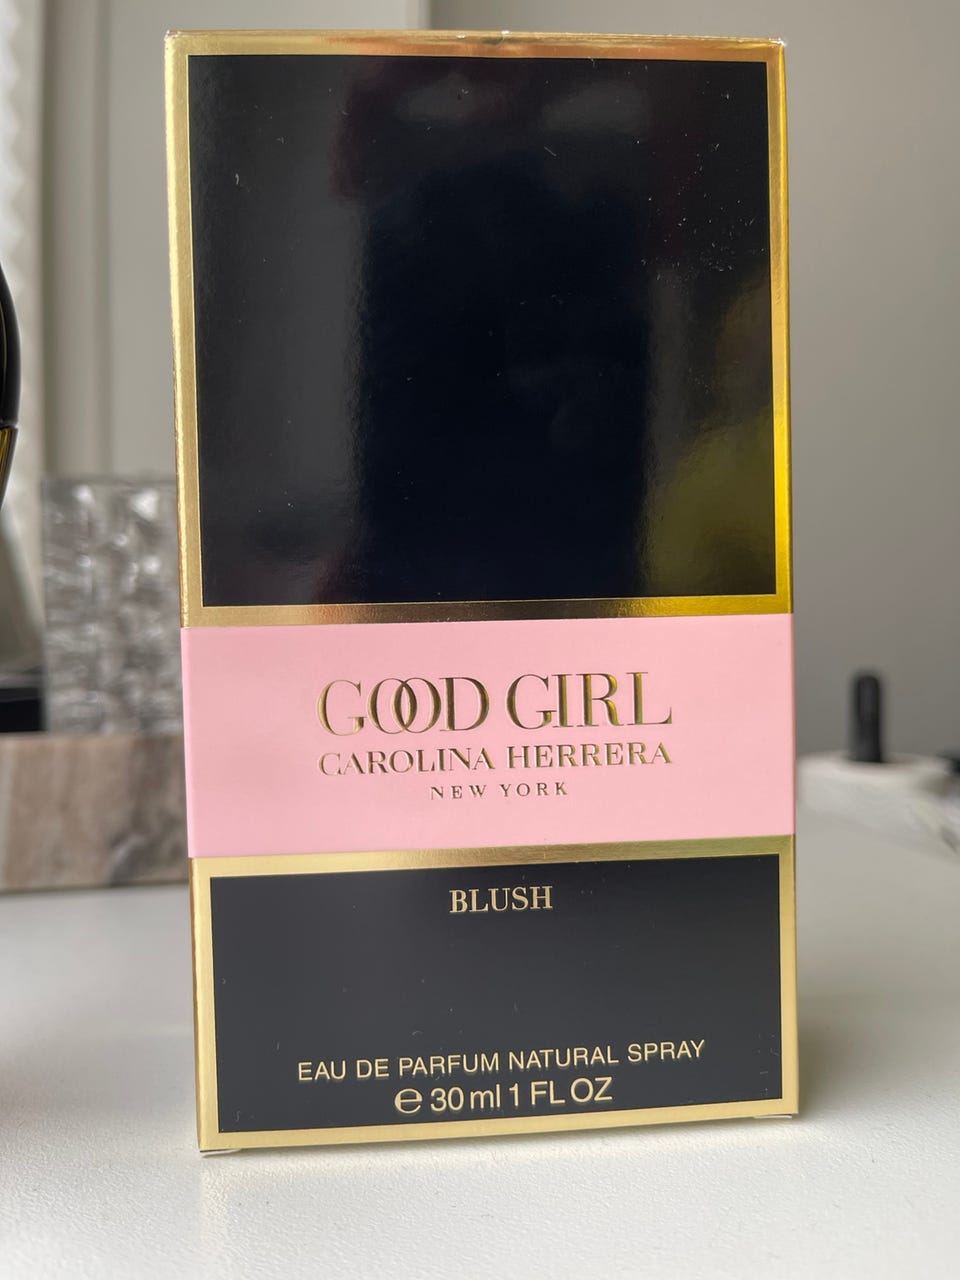 GOOD GIRL
CAROLINA HERRERA
NEW YORK
BLUSH
EAU DE PARFUM NATURAL SPRAY
℮ 30 ml 1 FL OZ